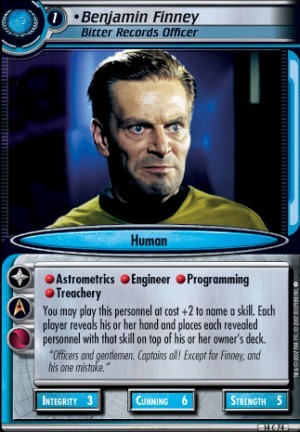 1 •Benjamin Finney
Bitter Records Officer
Human
Astrometrics Engineer Programming
Treachery
You may play this personnel at cost +2 to name a skill. Each
player reveals his or her hand and places each revealed
personnel with that skill on top of his or her owner's deck.
"Officers and gentlemen. Captains all! Except for Finney, and
his one mistake."
INTEGRITY 3 CUNNING 6 STRENGTH 5
14 C 74